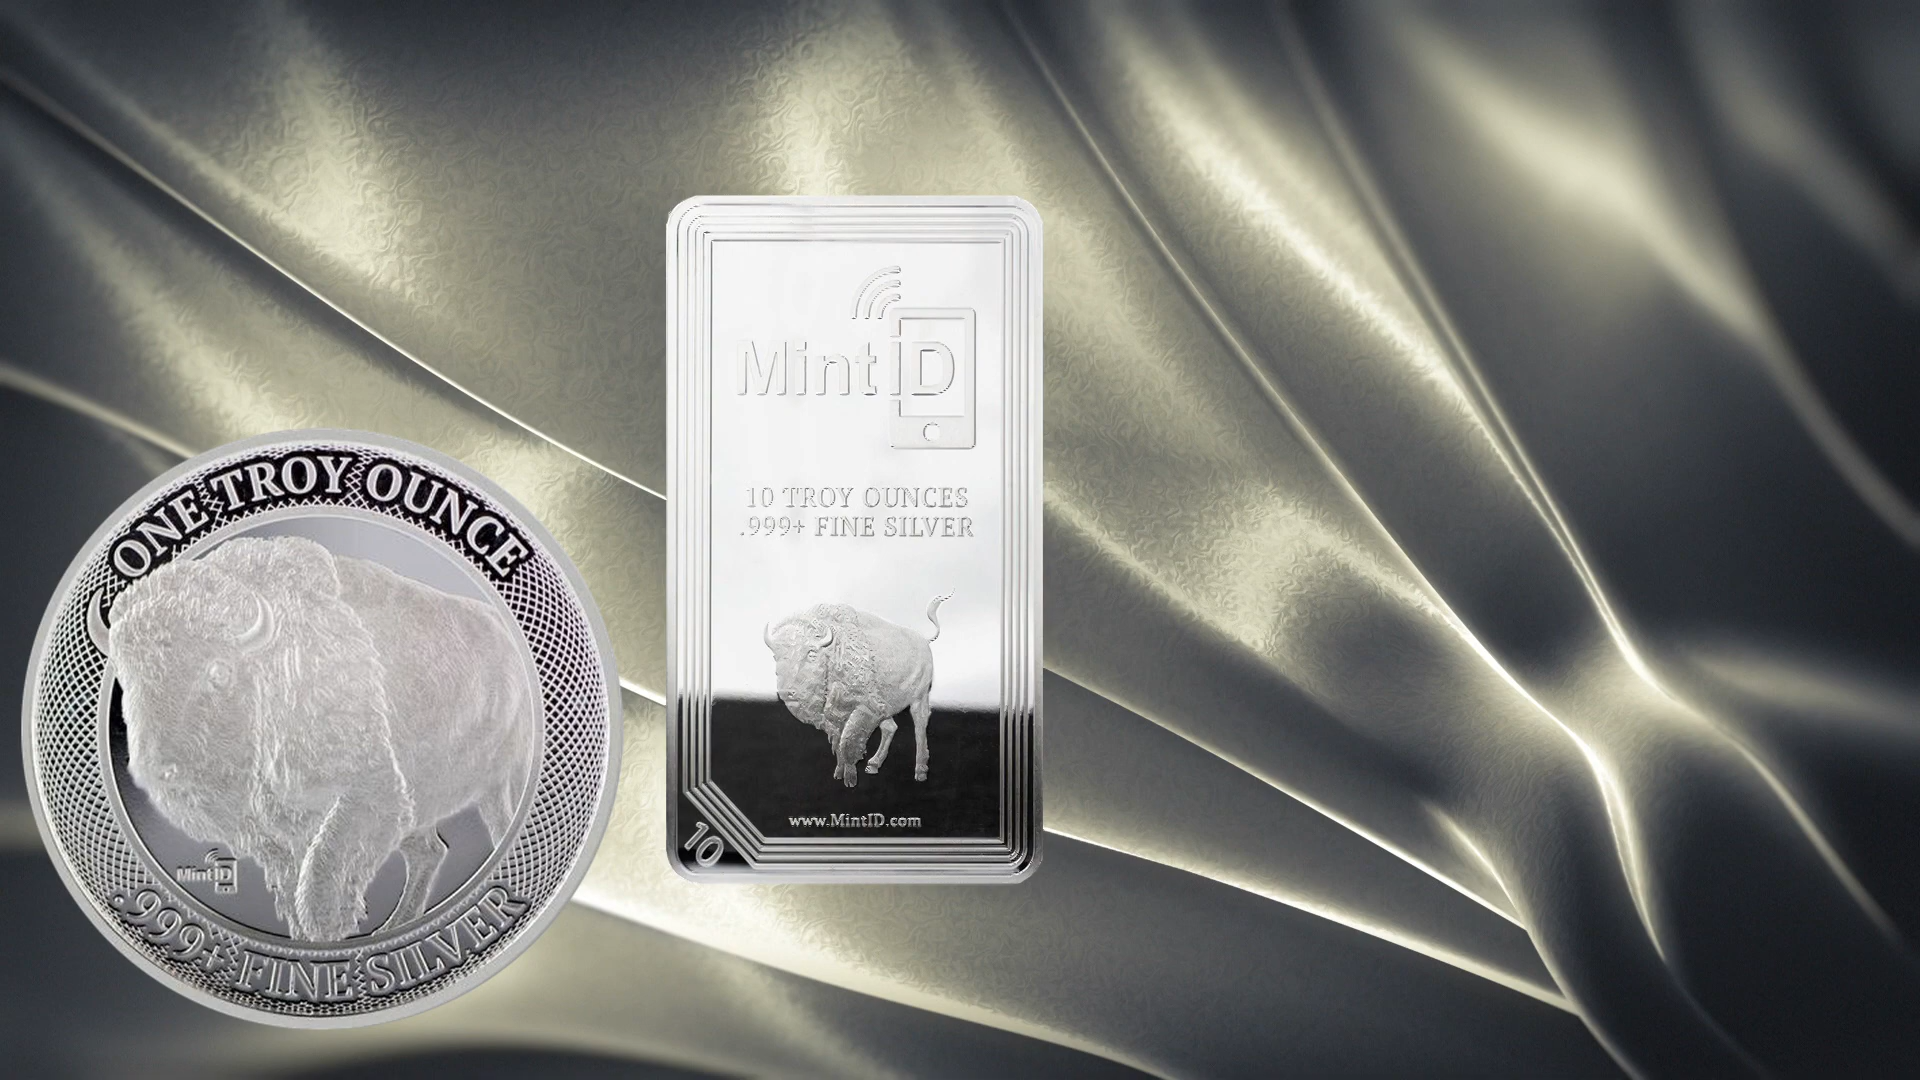 ONE TROY OUNCE
MintID
.999+ FINE SILVER
MintID
10 TROY OUNCES
.999+ FINE SILVER
www.MintID.com
10